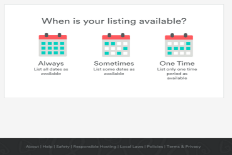 When is your listing available?
Always
List all dates as
available
Sometimes
List some dates as
available
One Time
List only one time
period as
available
About | Help | Safety | Responsible Hosting | Local Laws | Policies | Terms & Privacy